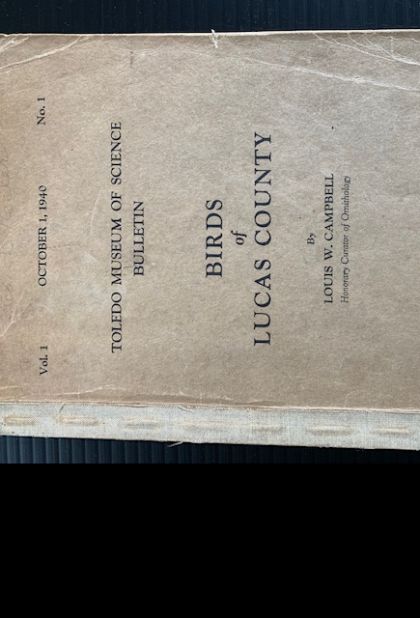 Vol. 1 OCTOBER 1, 1940 No. 1
TOLEDO MUSEUM OF SCIENCE
BULLETIN
BIRDS
of
LUCAS COUNTY
By
LOUIS W. CAMPBELL
Honorary Curator of Ornithology